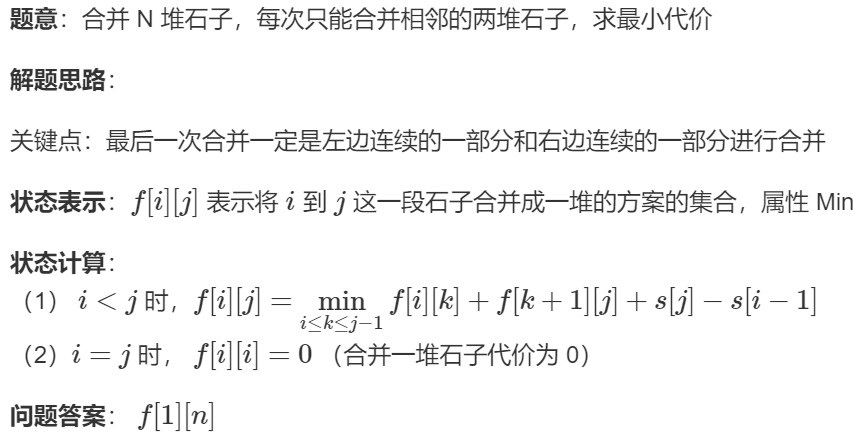 题意：合并 N 堆石子，每次只能合并相邻的两堆石子，求最小代价
解题思路：
关键点：最后一次合并一定是左边连续的一部分和右边连续的一部分进行合并
状态表示：f[i][j] 表示将 i 到 j 这一段石子合并成一堆的方案的集合，属性 Min
状态计算：
（1） i < j 时，f[i][j] = min_{i≤k≤j−1} f[i][k] + f[k+1][j] + s[j] − s[i−1]
（2）i = j 时， f[i][i] = 0 （合并一堆石子代价为 0）
问题答案： f[1][n]